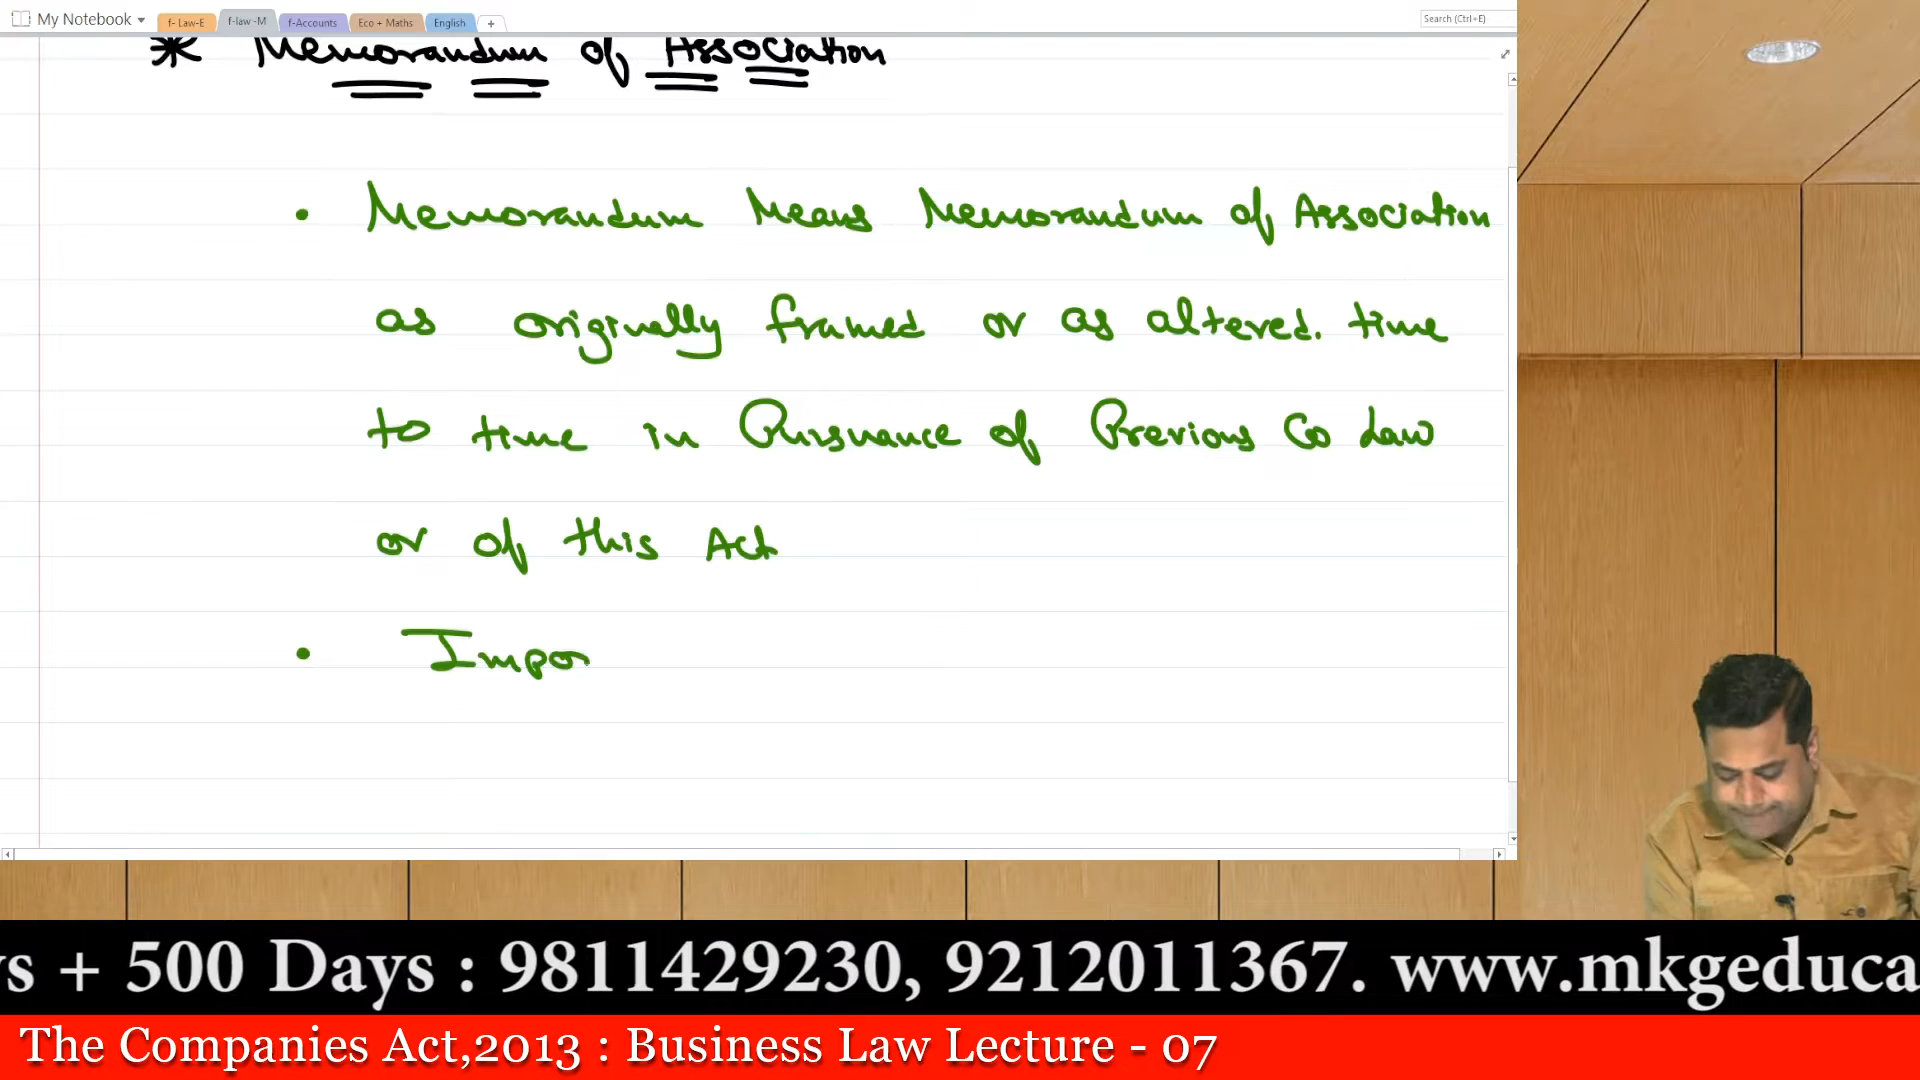 My Notebook f- Law-E f-law -M f-Accounts Eco + Maths English + Search (Ctrl+E)
* Memorandum of Association
• Memorandum Means Memorandum of Association
as originally framed or as altered. time
to time in Pursuance of Previous Co Law
or of this Act
• Impor
ys + 500 Days : 9811429230, 9212011367. www.mkgeduca
The Companies Act,2013 : Business Law Lecture - 07